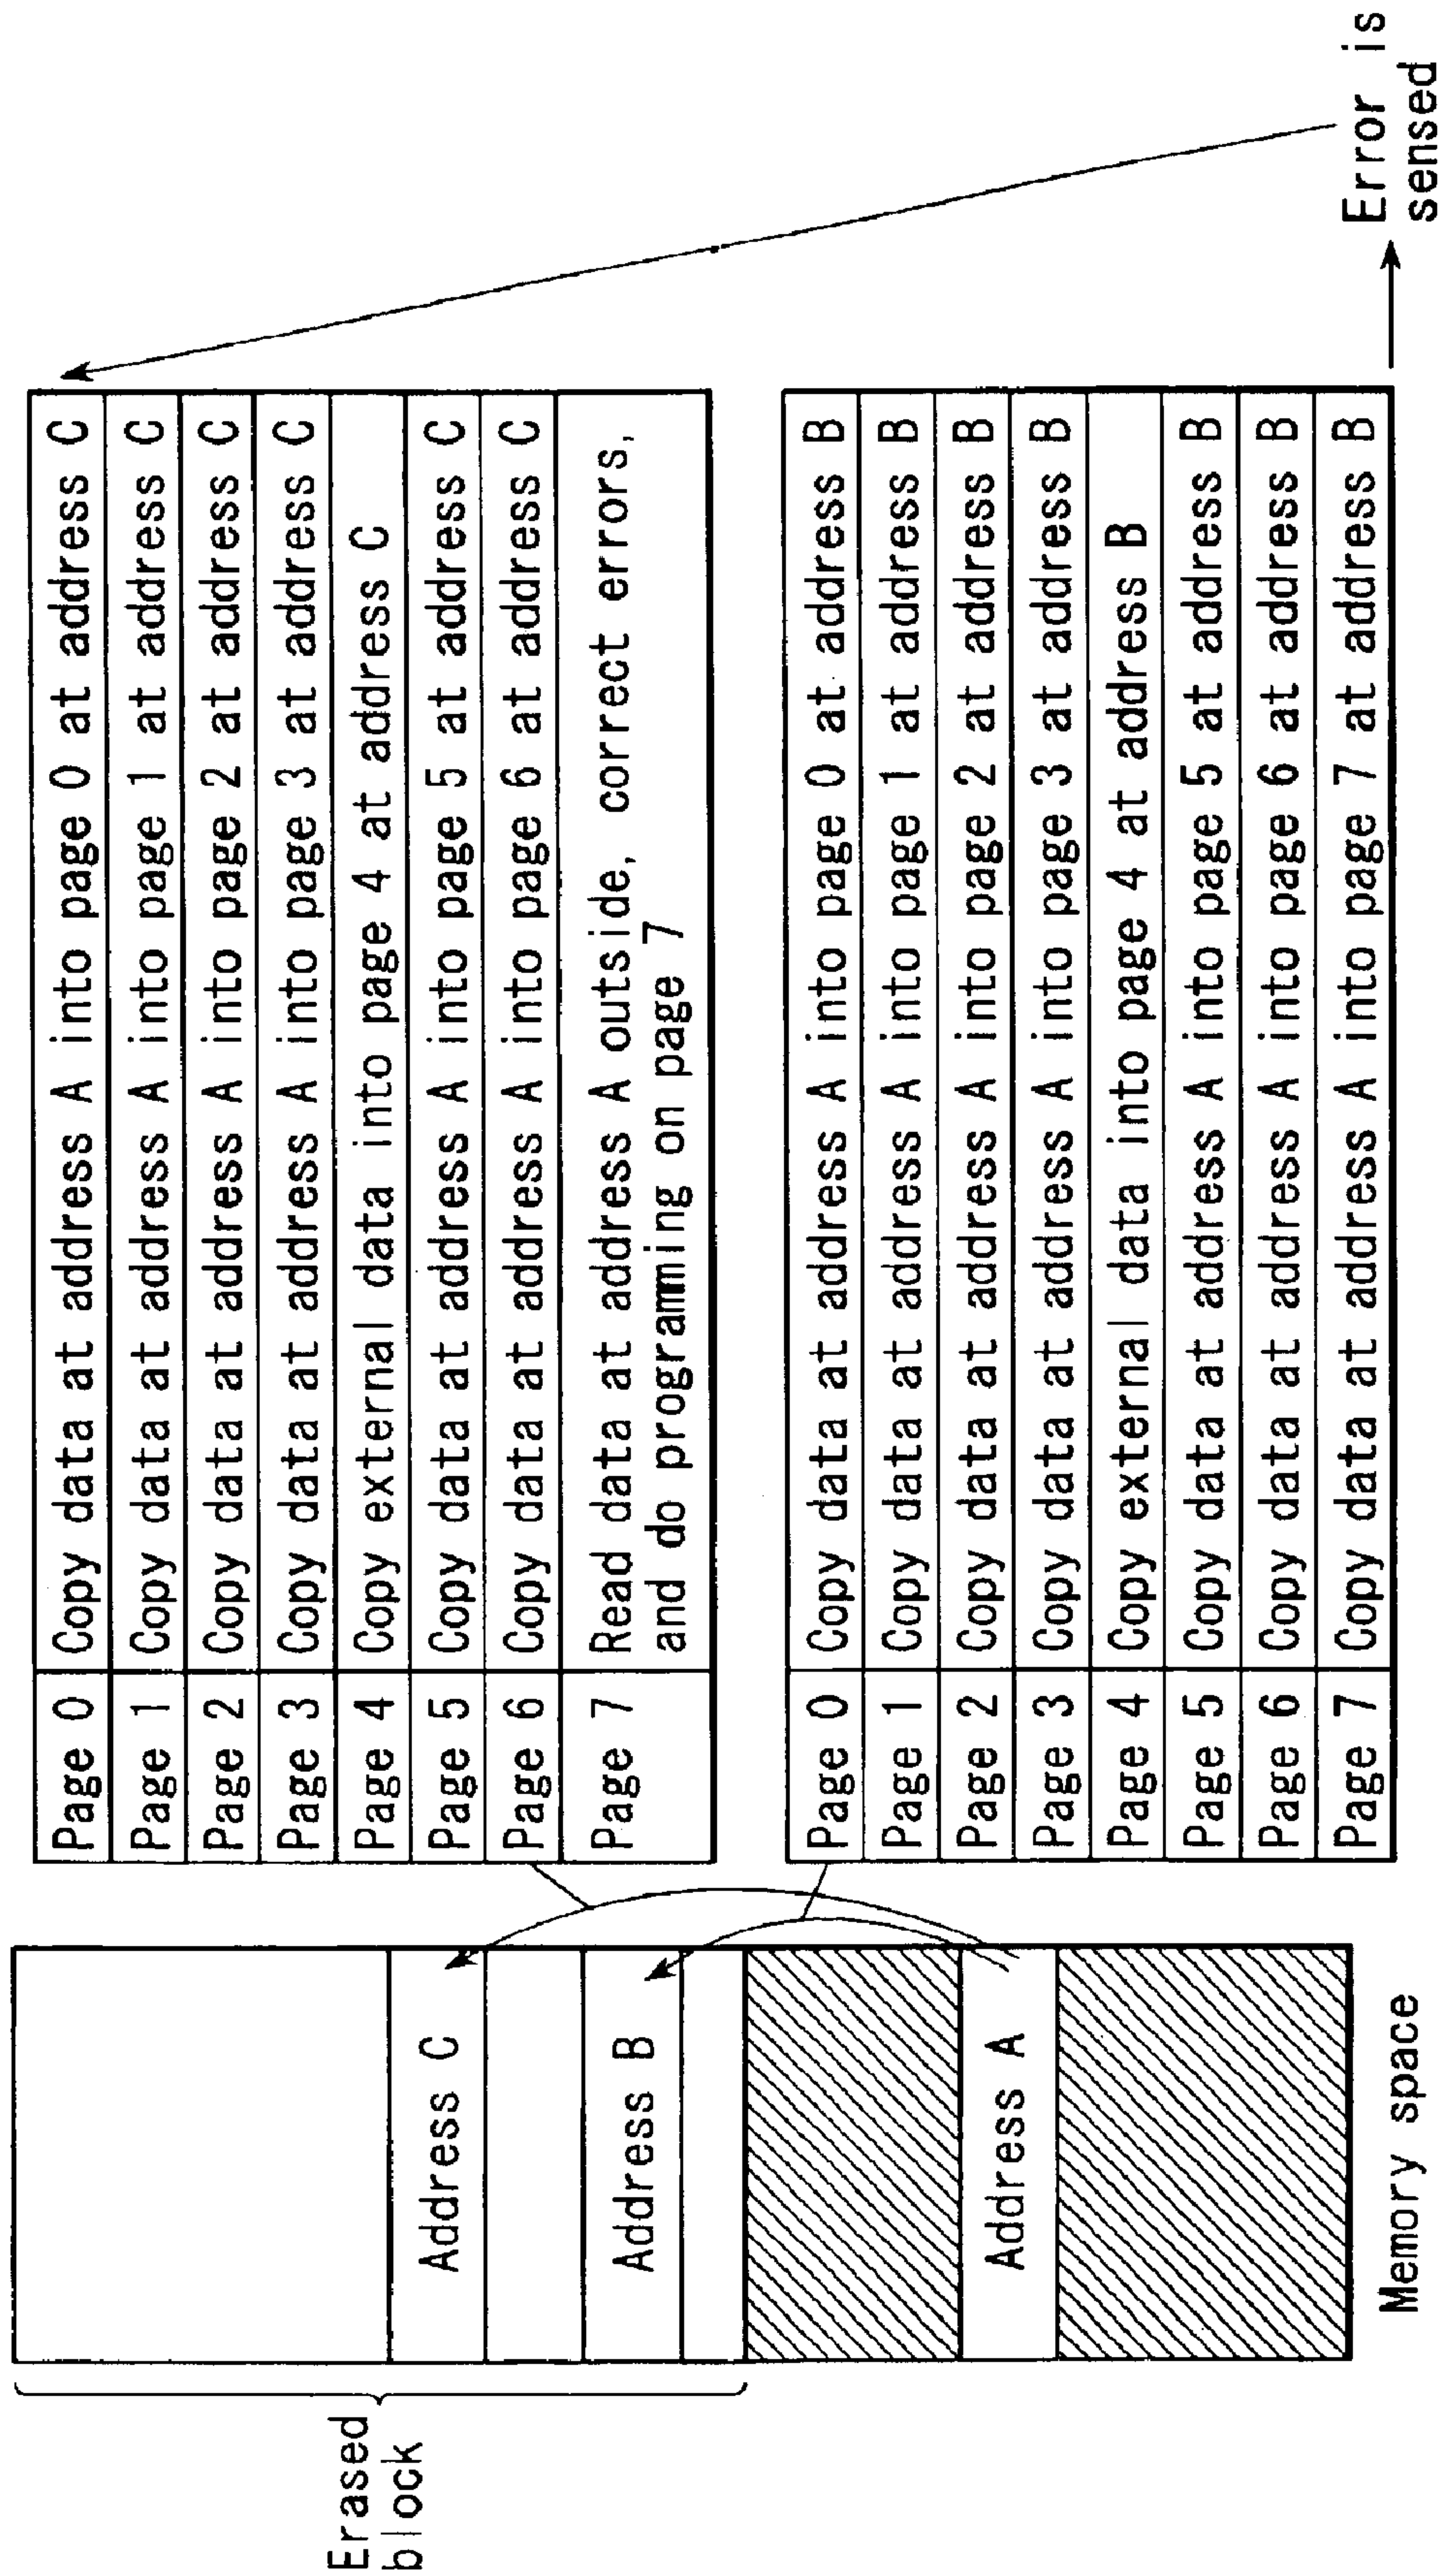 Erased
block
Address C
Address B
Address A
Memory space
Page 0 Copy data at address A into page 0 at address C
Page 1 Copy data at address A into page 1 at address C
Page 2 Copy data at address A into page 2 at address C
Page 3 Copy data at address A into page 3 at address C
Page 4 Copy external data into page 4 at address C
Page 5 Copy data at address A into page 5 at address C
Page 6 Copy data at address A into page 6 at address C
Page 7 Read data at address A outside, correct errors,
and do programming on page 7
Page 0 Copy data at address A into page 0 at address B
Page 1 Copy data at address A into page 1 at address B
Page 2 Copy data at address A into page 2 at address B
Page 3 Copy data at address A into page 3 at address B
Page 4 Copy external data into page 4 at address B
Page 5 Copy data at address A into page 5 at address B
Page 6 Copy data at address A into page 6 at address B
Page 7 Copy data at address A into page 7 at address B
Error is
sensed